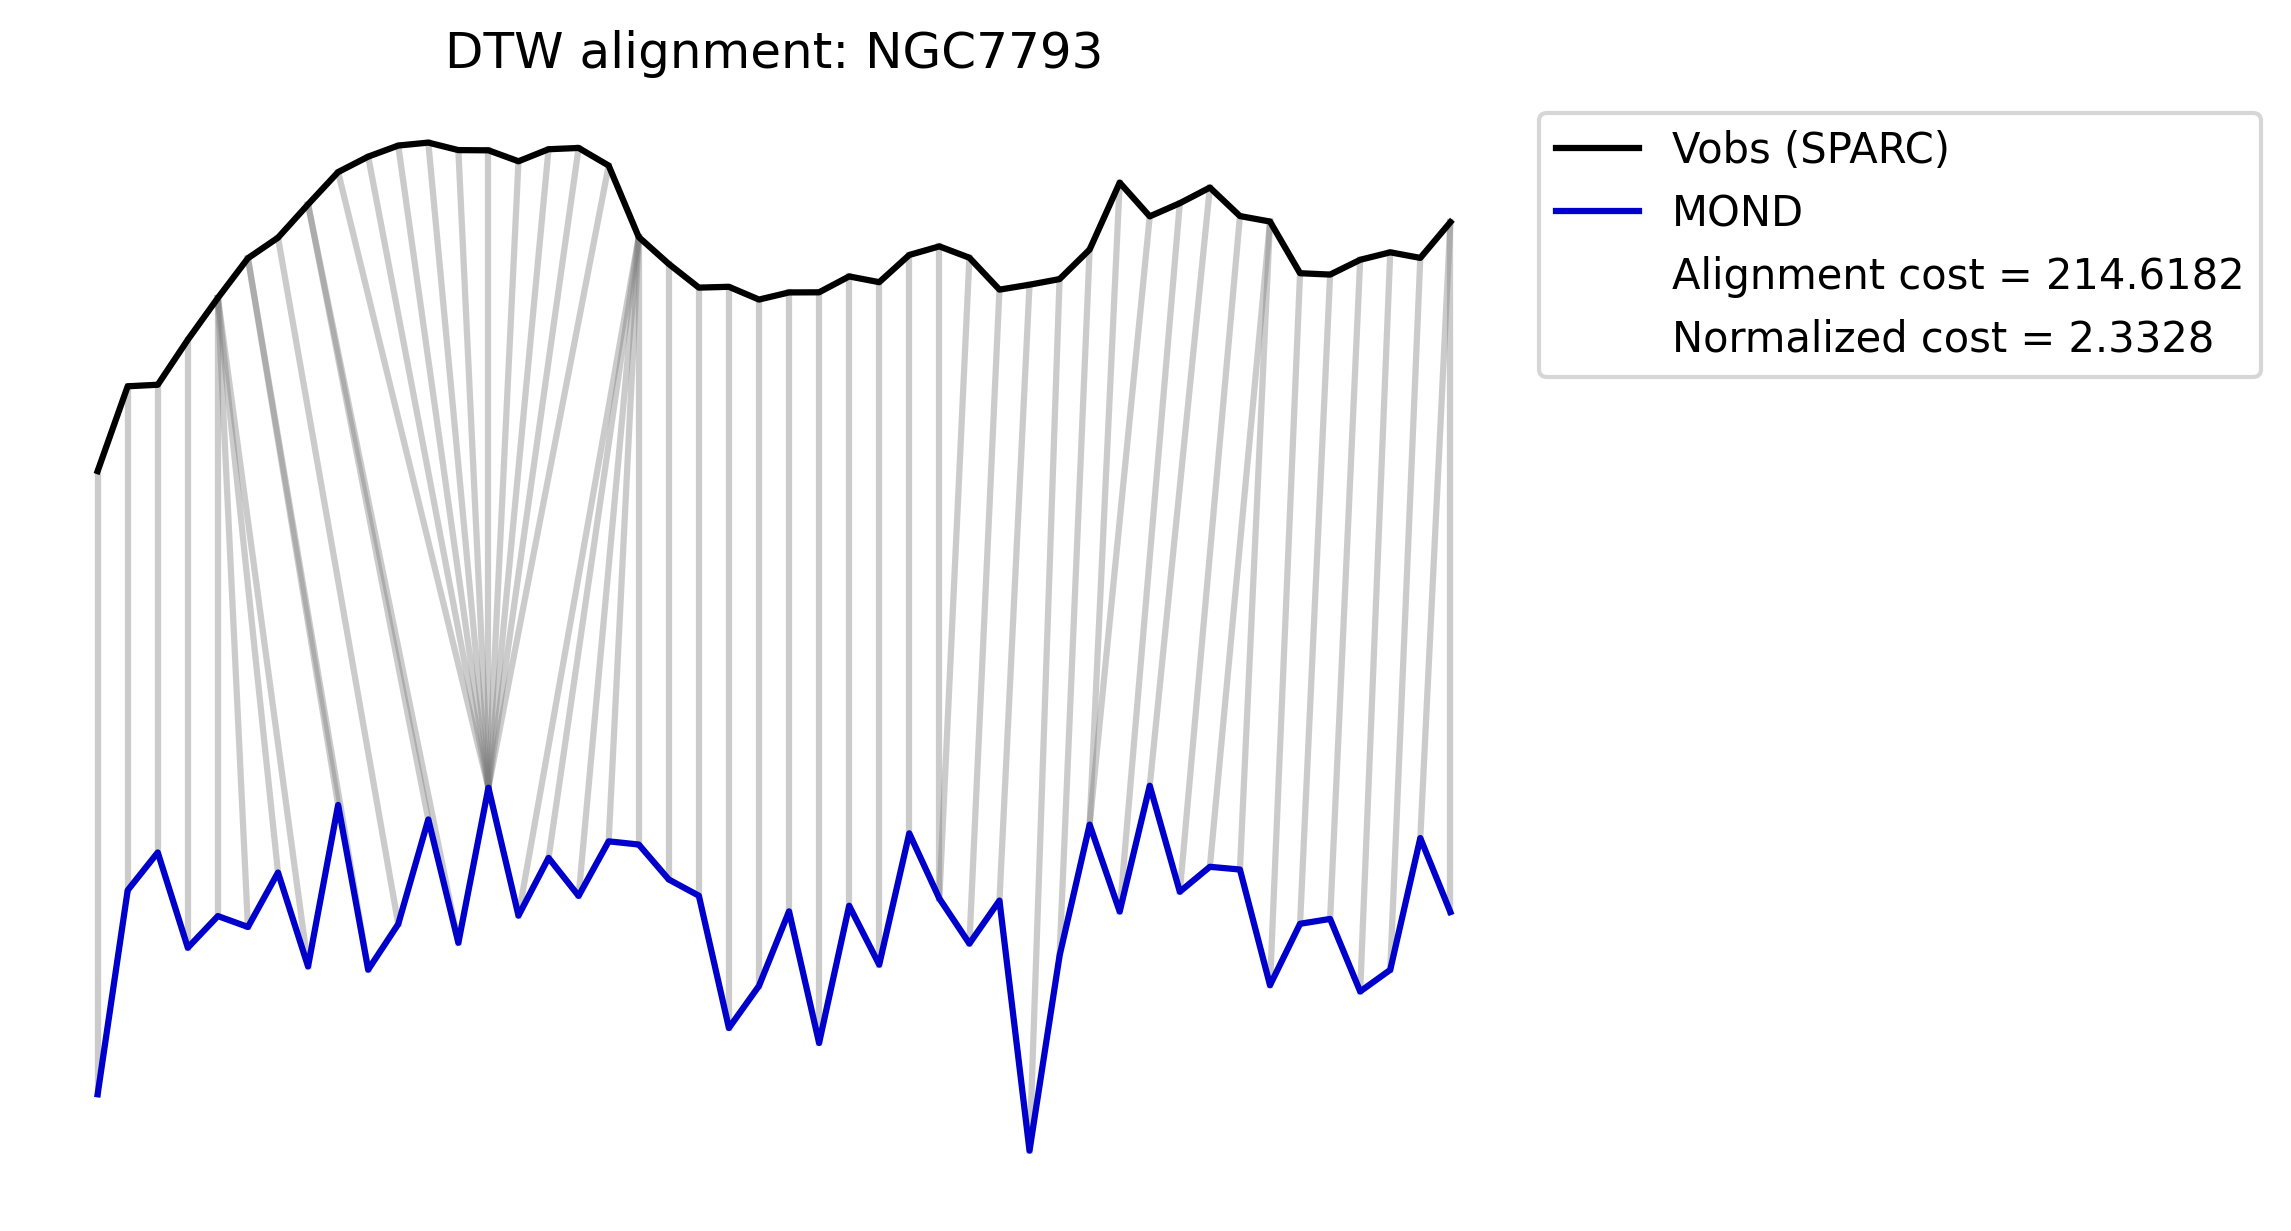 DTW alignment: NGC7793
Vobs (SPARC)
MOND
Alignment cost = 214.6182
Normalized cost = 2.3328